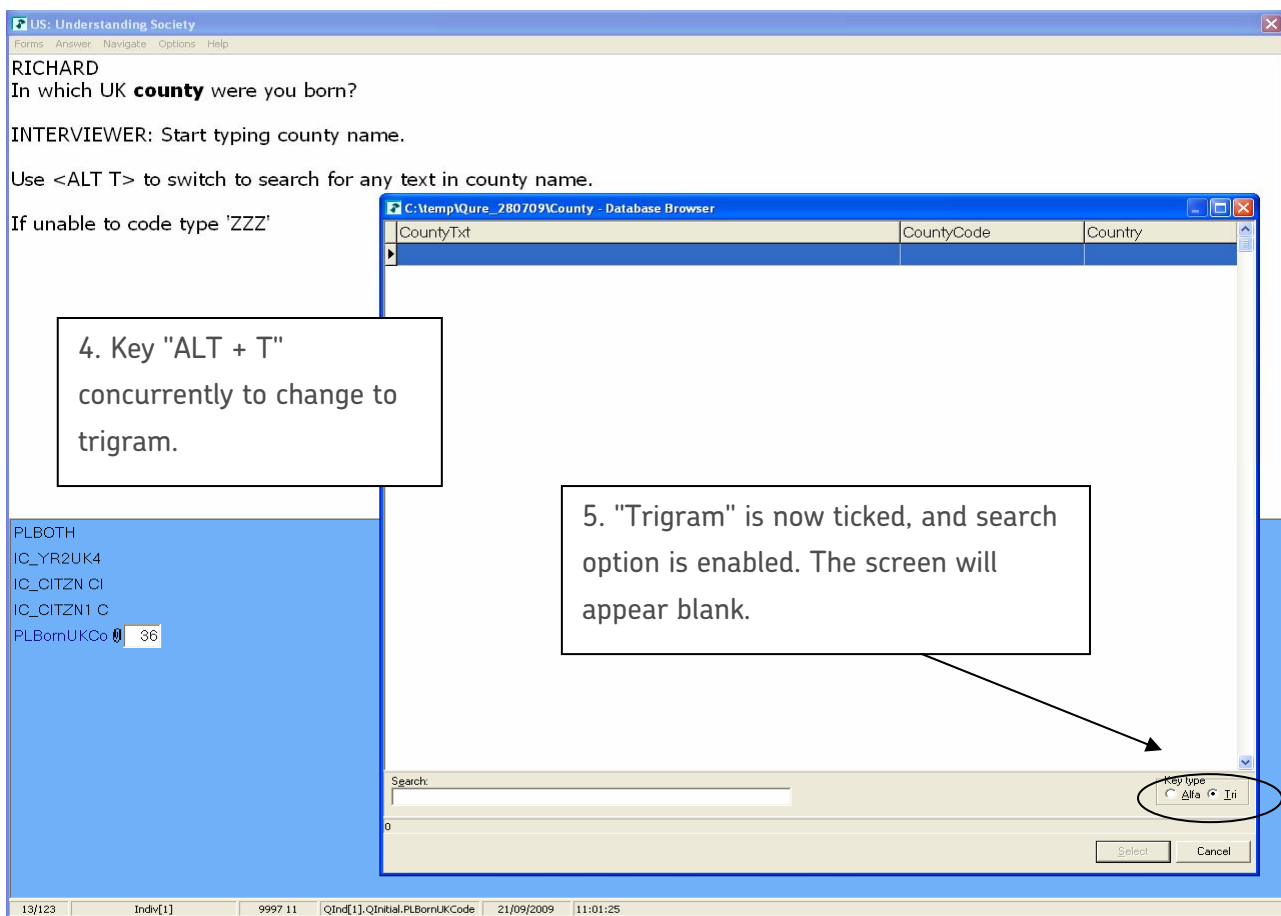 US: Understanding Society
Forms Answer Navigate Options Help
RICHARD
In which UK county were you born?
INTERVIEWER: Start typing county name.
Use <ALT T> to switch to search for any text in county name.
If unable to code type 'ZZZ'
C:\temp\Qure_280709\County - Database Browser
CountyTxt CountyCode Country
4. Key "ALT + T"
concurrently to change to
trigram.
5. "Trigram" is now ticked, and search
option is enabled. The screen will
appear blank.
PLBOTH
IC_YR2UK4
IC_CITZN CI
IC_CITZN1 C
PLBornUKCo 36
Search:
Key type
Alfa Tri
0
Select Cancel
13/123 Indiv[1] 9997 11 QInd[1].QInitial.PLBornUKCode 21/09/2009 11:01:25